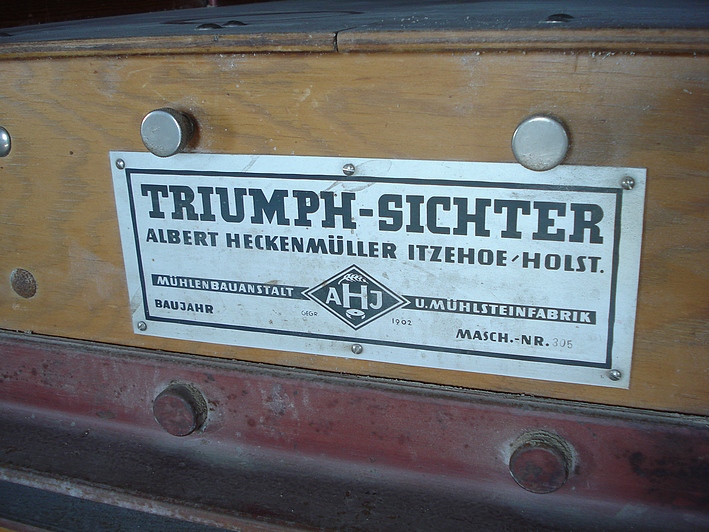 TRIUMPH-SICHTER
ALBERT HECKENMÜLLER ITZEHOE/HOLST.
MÜHLENBAUANSTALT AHJ U.MÜHLSTEINFABRIK
BAUJAHR GEGR 1902 MASCH.-NR. 305